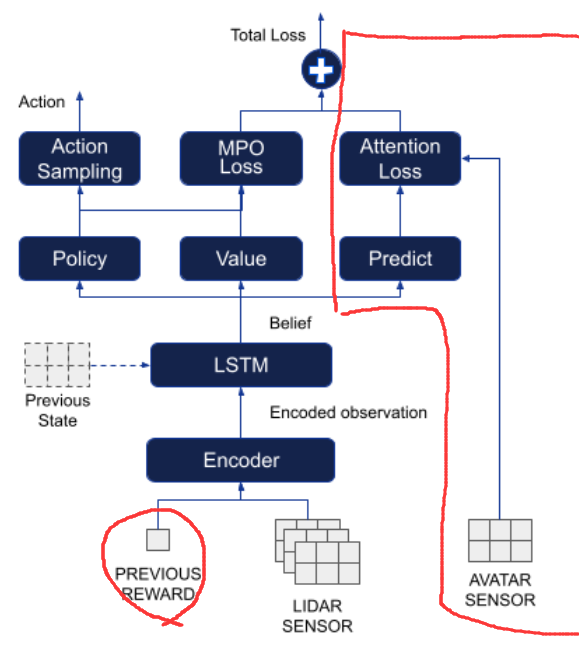 Total Loss
Action
Action
Sampling
MPO
Loss
Attention
Loss
Policy
Value
Predict
Belief
LSTM
Previous
State
Encoded observation
Encoder
PREVIOUS
REWARD
LIDAR
SENSOR
AVATAR
SENSOR